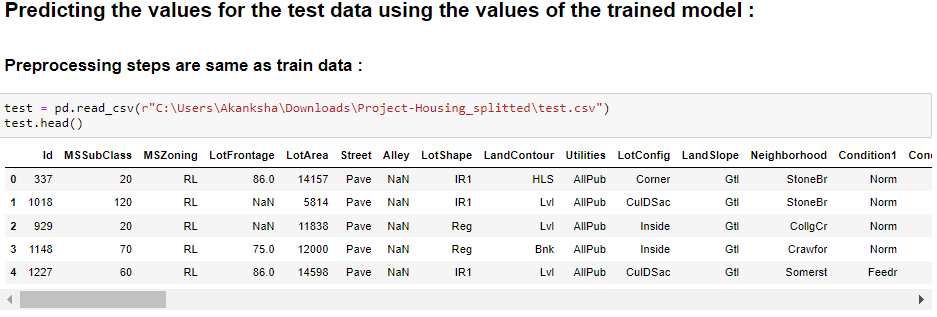 Predicting the values for the test data using the values of the trained model :
Preprocessing steps are same as train data :
test = pd.read_csv(r"C:\Users\Akanksha\Downloads\Project-Housing_splitted\test.csv")
test.head()
Id MSSubClass MSZoning LotFrontage LotArea Street Alley LotShape LandContour Utilities LotConfig LandSlope Neighborhood Condition1 Con
0 337 20 RL 86.0 14157 Pave NaN IR1 HLS AllPub Corner Gtl StoneBr Norm
1 1018 120 RL NaN 5814 Pave NaN IR1 Lvl AllPub CulDSac Gtl StoneBr Norm
2 929 20 RL NaN 11838 Pave NaN Reg Lvl AllPub Inside Gtl CollgCr Norm
3 1148 70 RL 75.0 12000 Pave NaN Reg Bnk AllPub Inside Gtl Crawfor Norm
4 1227 60 RL 86.0 14598 Pave NaN IR1 Lvl AllPub CulDSac Gtl Somerst Feedr